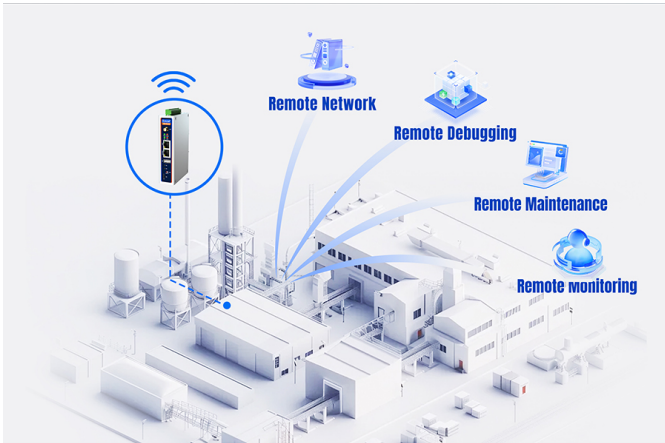 Remote Network
Remote Debugging
Remote Maintenance
Remote Monitoring